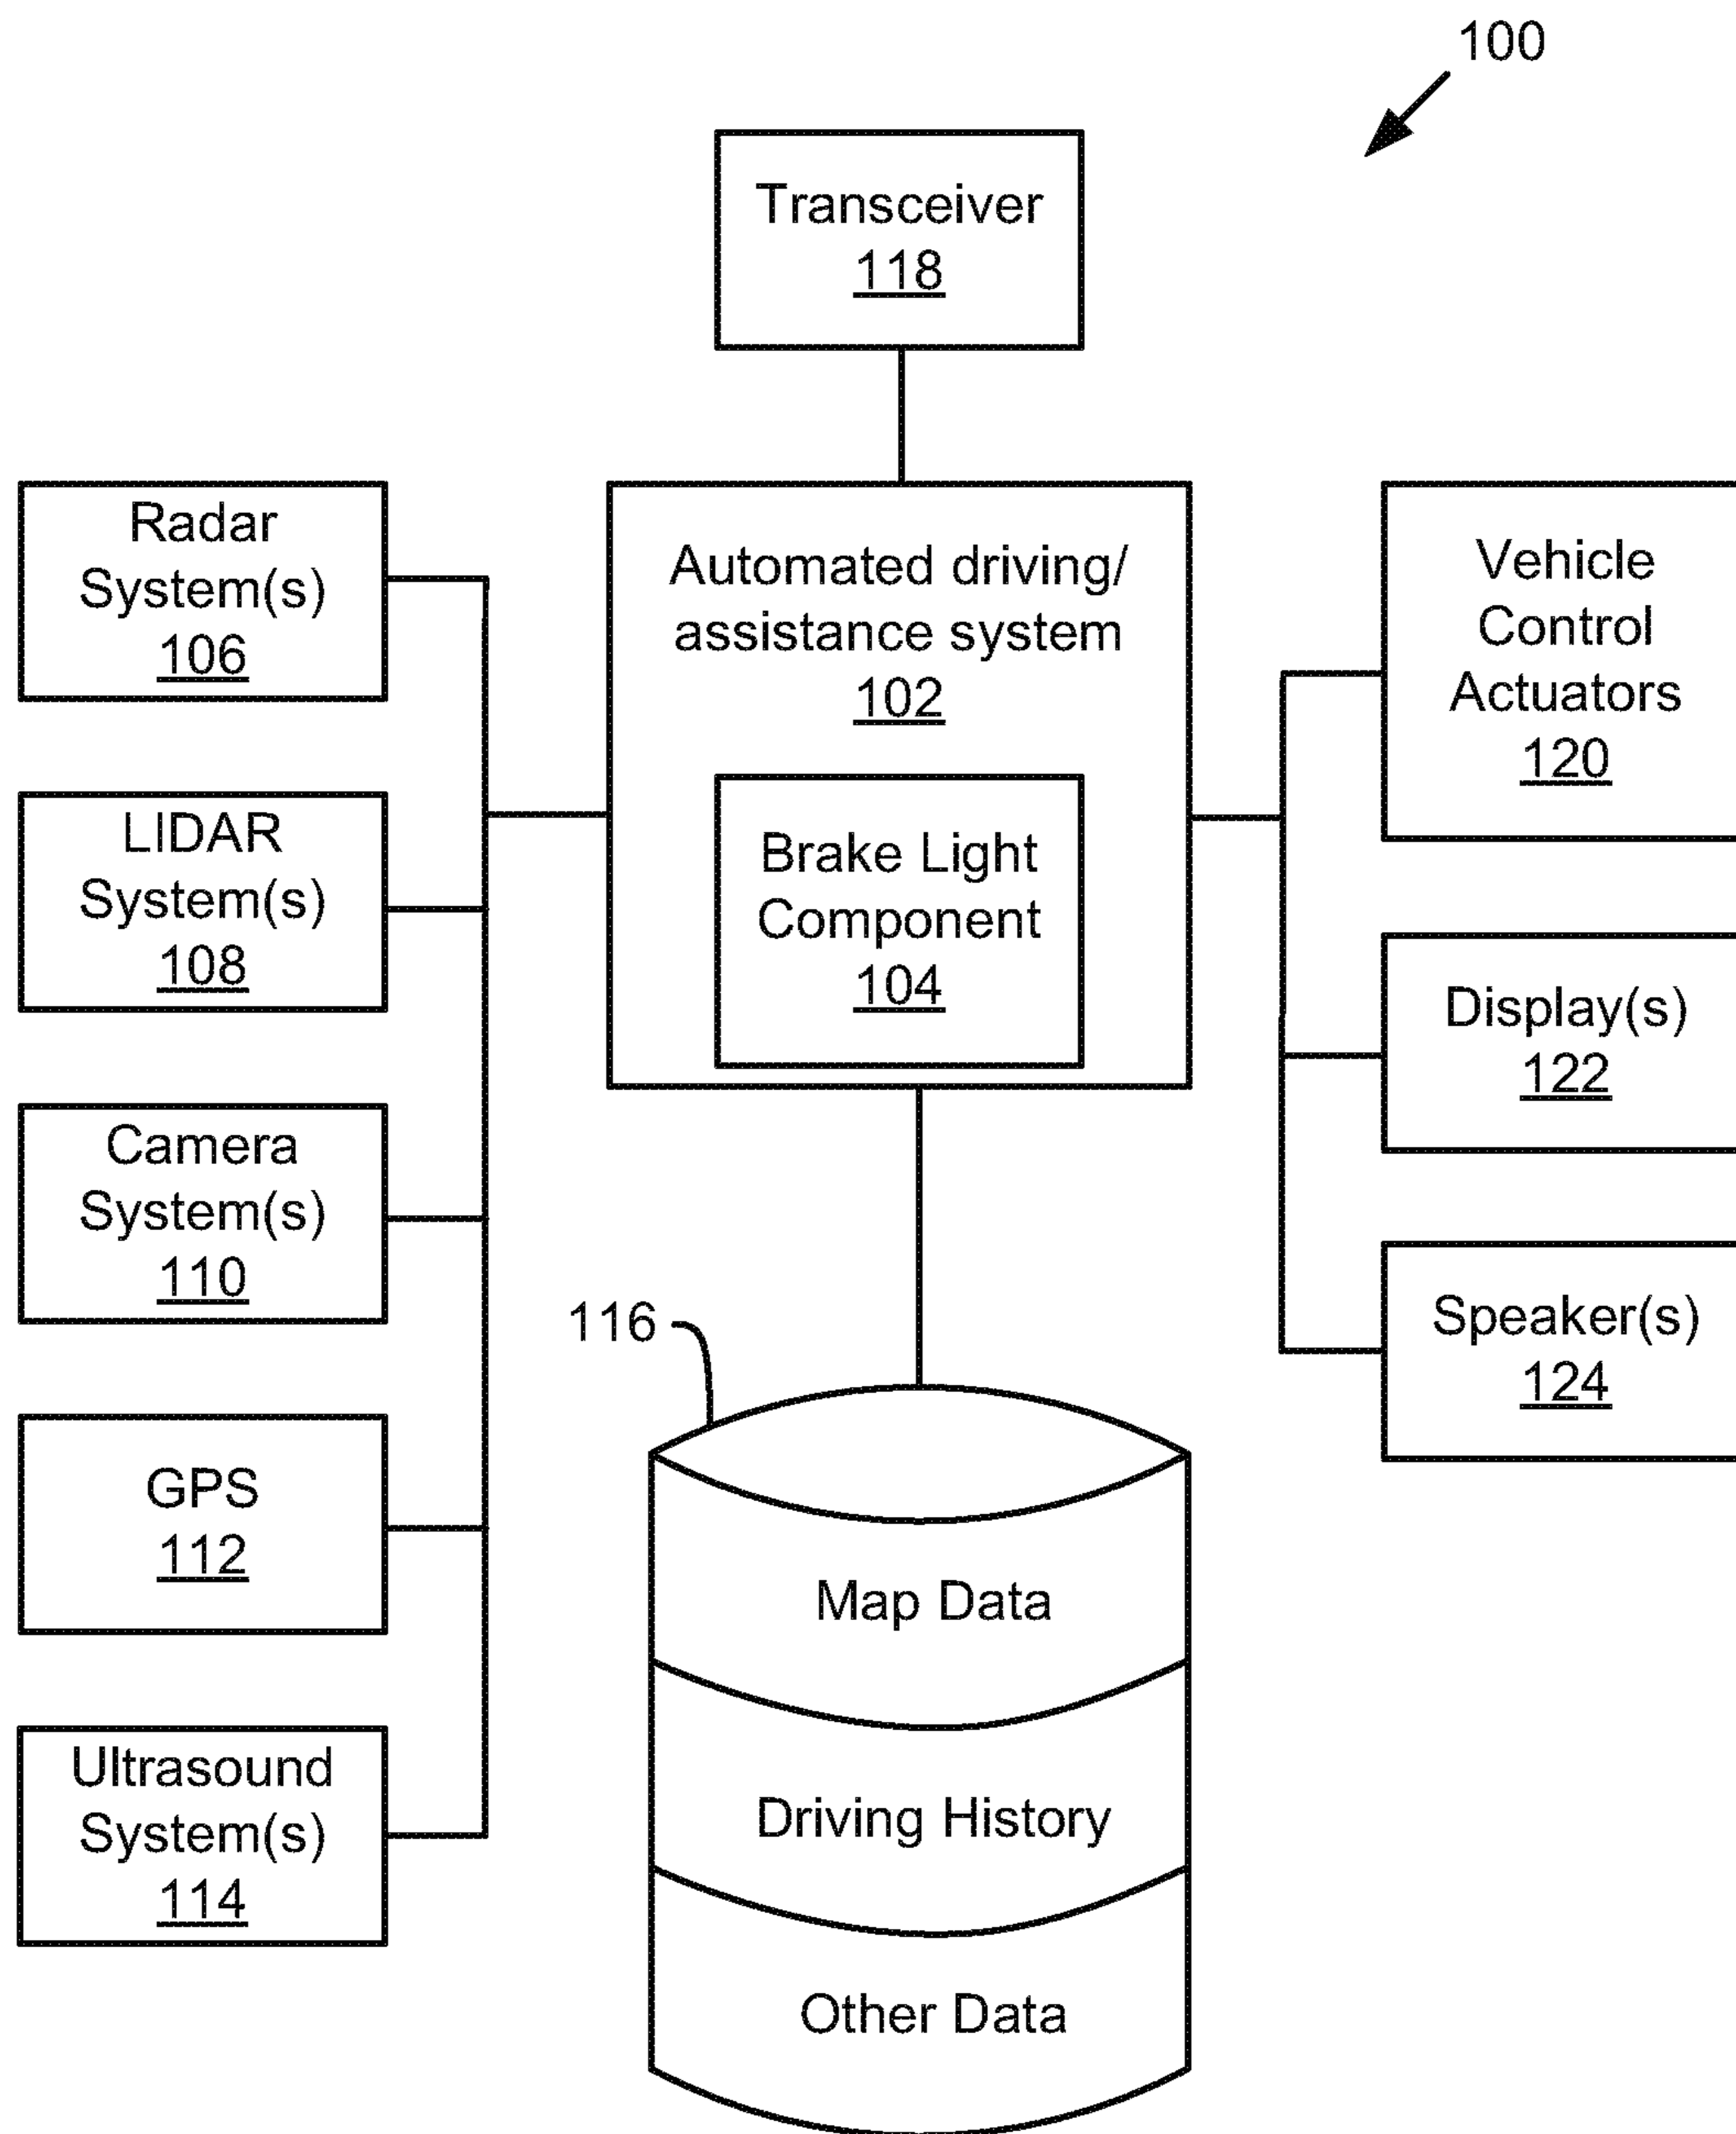 100
Transceiver
118
Radar
System(s)
106
LIDAR
System(s)
108
Camera
System(s)
110
GPS
112
Ultrasound
System(s)
114
Automated driving/
assistance system
102
Brake Light
Component
104
Vehicle
Control
Actuators
120
Display(s)
122
Speaker(s)
124
116
Map Data
Driving History
Other Data